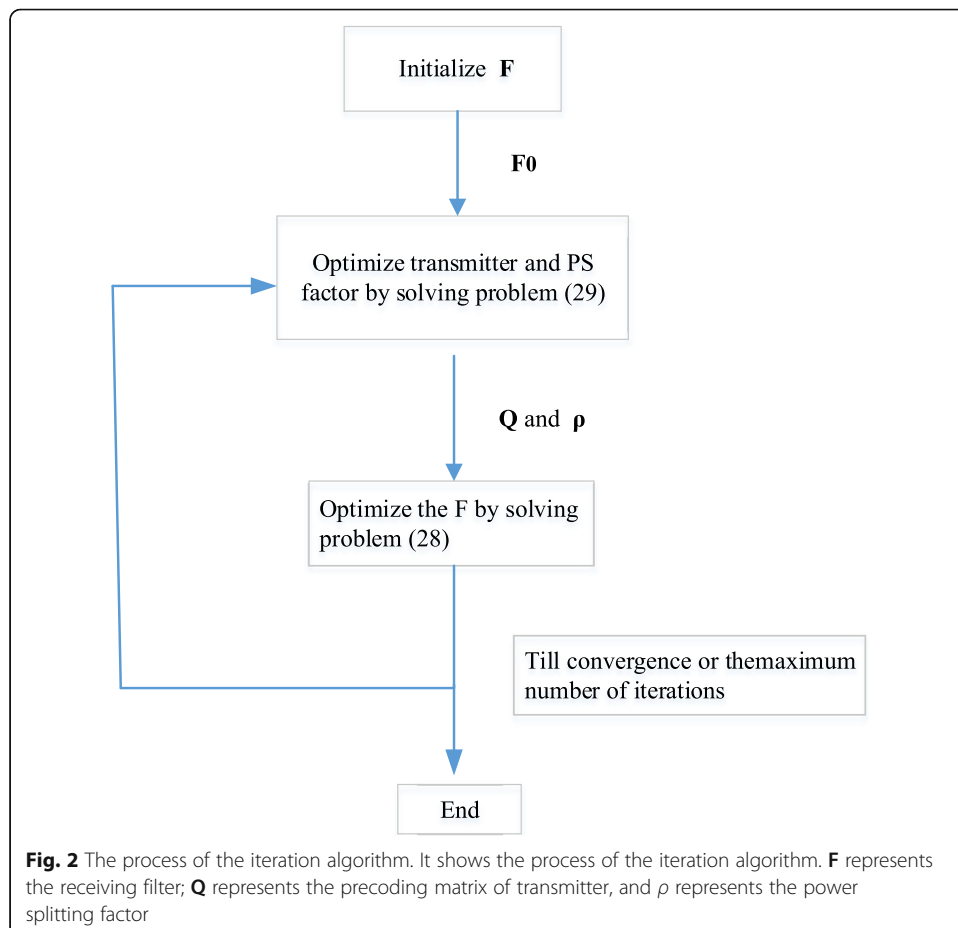 Initialize F
F0
Optimize transmitter and PS
factor by solving problem (29)
Q and ρ
Optimize the F by solving
problem (28)
Till convergence or themaximum
number of iterations
End
Fig. 2 The process of the iteration algorithm. It shows the process of the iteration algorithm. F represents
the receiving filter; Q represents the precoding matrix of transmitter, and ρ represents the power
splitting factor